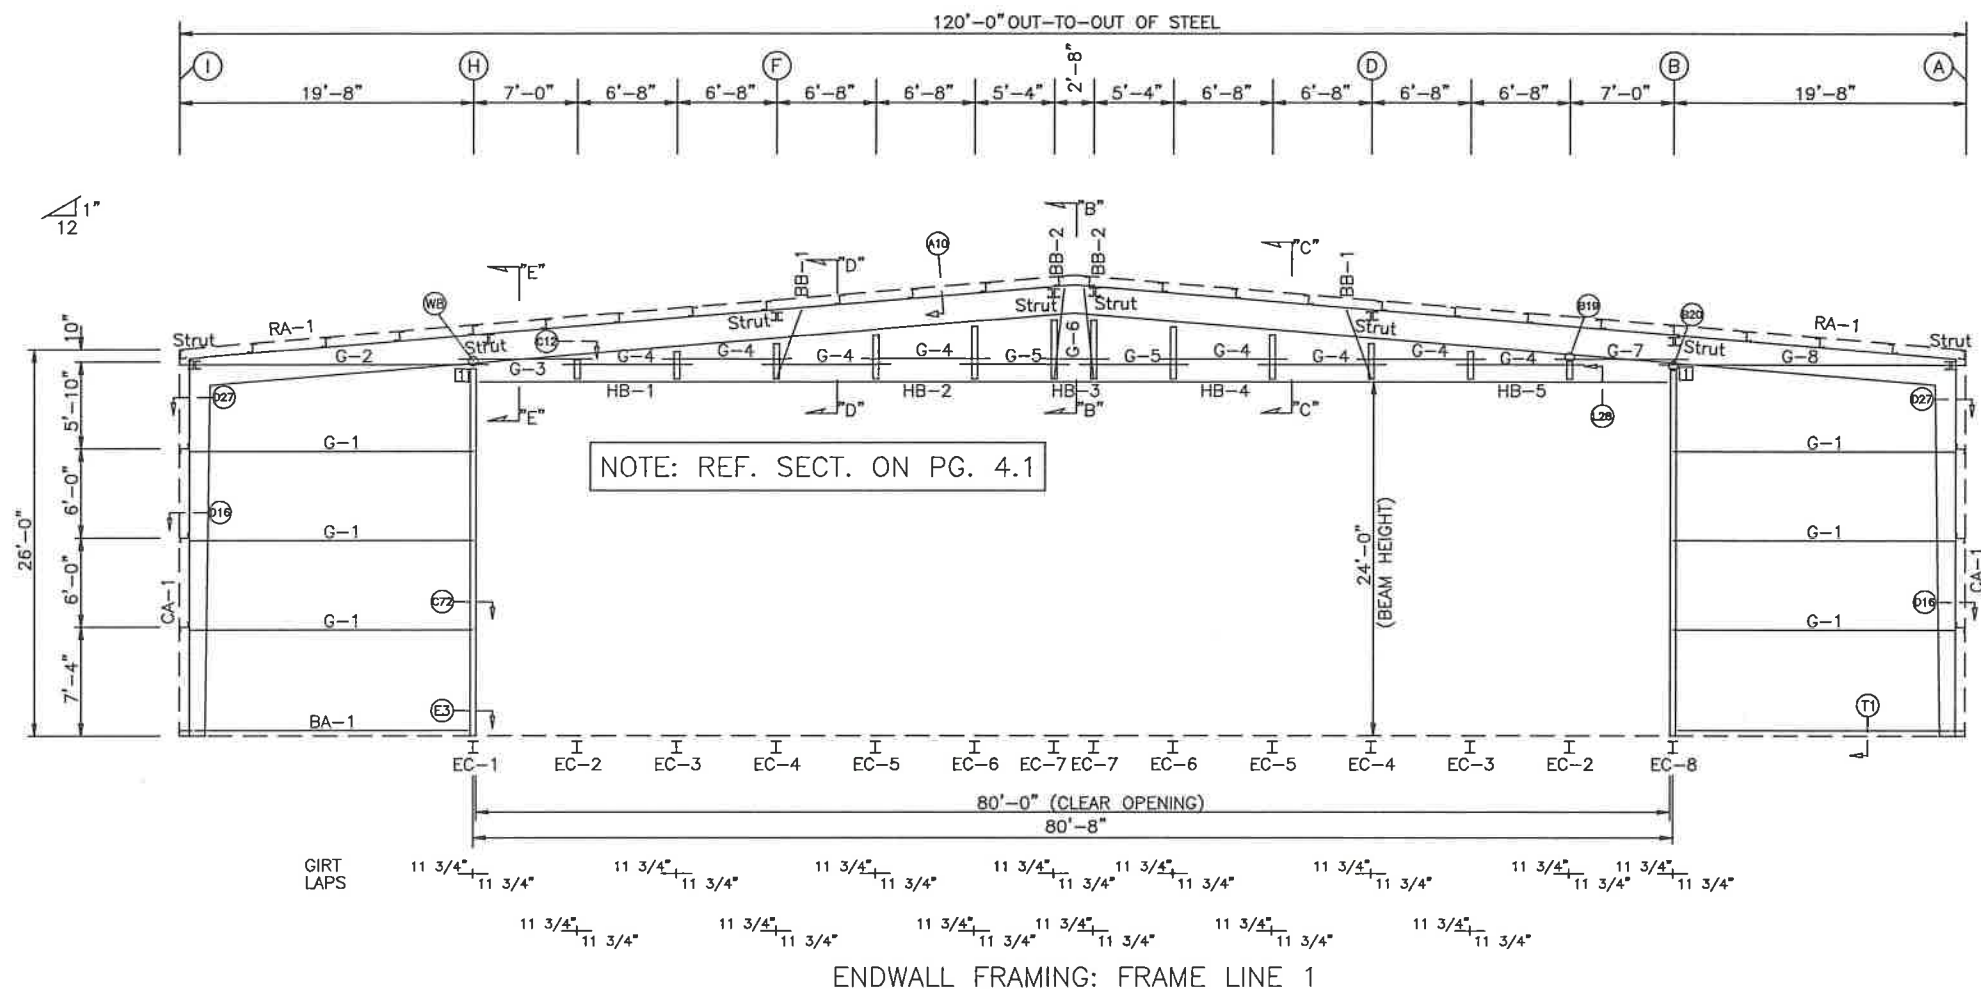 120'-0" OUT-TO-OUT OF STEEL
I H F D B A
19'-8" 7'-0" 6'-8" 6'-8" 6'-8" 6'-8" 5'-4" 2'-8" 5'-4" 6'-8" 6'-8" 6'-8" 6'-8" 7'-0" 19'-8"
1"
12
"B"
"E" BB-1 "D" A10 BB-2 BB-2 "C" BB-1
W8 B19 B20
10" Strut RA-1 Strut C12 Strut Strut Strut Strut Strut RA-1 Strut
G-2 G-3 G-4 G-4 G-4 G-4 G-5 G-6 G-5 G-4 G-4 G-4 G-4 G-7 G-8
1 HB-1 HB-2 HB-3 HB-4 HB-5 1
D27 "E" "D" "B" "C" L28 D27
5'-10"
G-1 G-1
NOTE: REF. SECT. ON PG. 4.1
6'-0"
D16
26'-0" G-1 24'-0" (BEAM HEIGHT) G-1
6'-0"
CA-1 C72 D16 CA-1
G-1 G-1
7'-4"
E3 T1
BA-1
EC-1 EC-2 EC-3 EC-4 EC-5 EC-6 EC-7 EC-7 EC-6 EC-5 EC-4 EC-3 EC-2 EC-8
80'-0" (CLEAR OPENING)
80'-8"
GIRT
LAPS
11 3/4" 11 3/4" 11 3/4" 11 3/4" 11 3/4" 11 3/4" 11 3/4" 11 3/4"
11 3/4" 11 3/4" 11 3/4" 11 3/4" 11 3/4" 11 3/4" 11 3/4" 11 3/4"
11 3/4" 11 3/4" 11 3/4" 11 3/4" 11 3/4" 11 3/4"
11 3/4" 11 3/4" 11 3/4" 11 3/4" 11 3/4" 11 3/4"
ENDWALL FRAMING: FRAME LINE 1